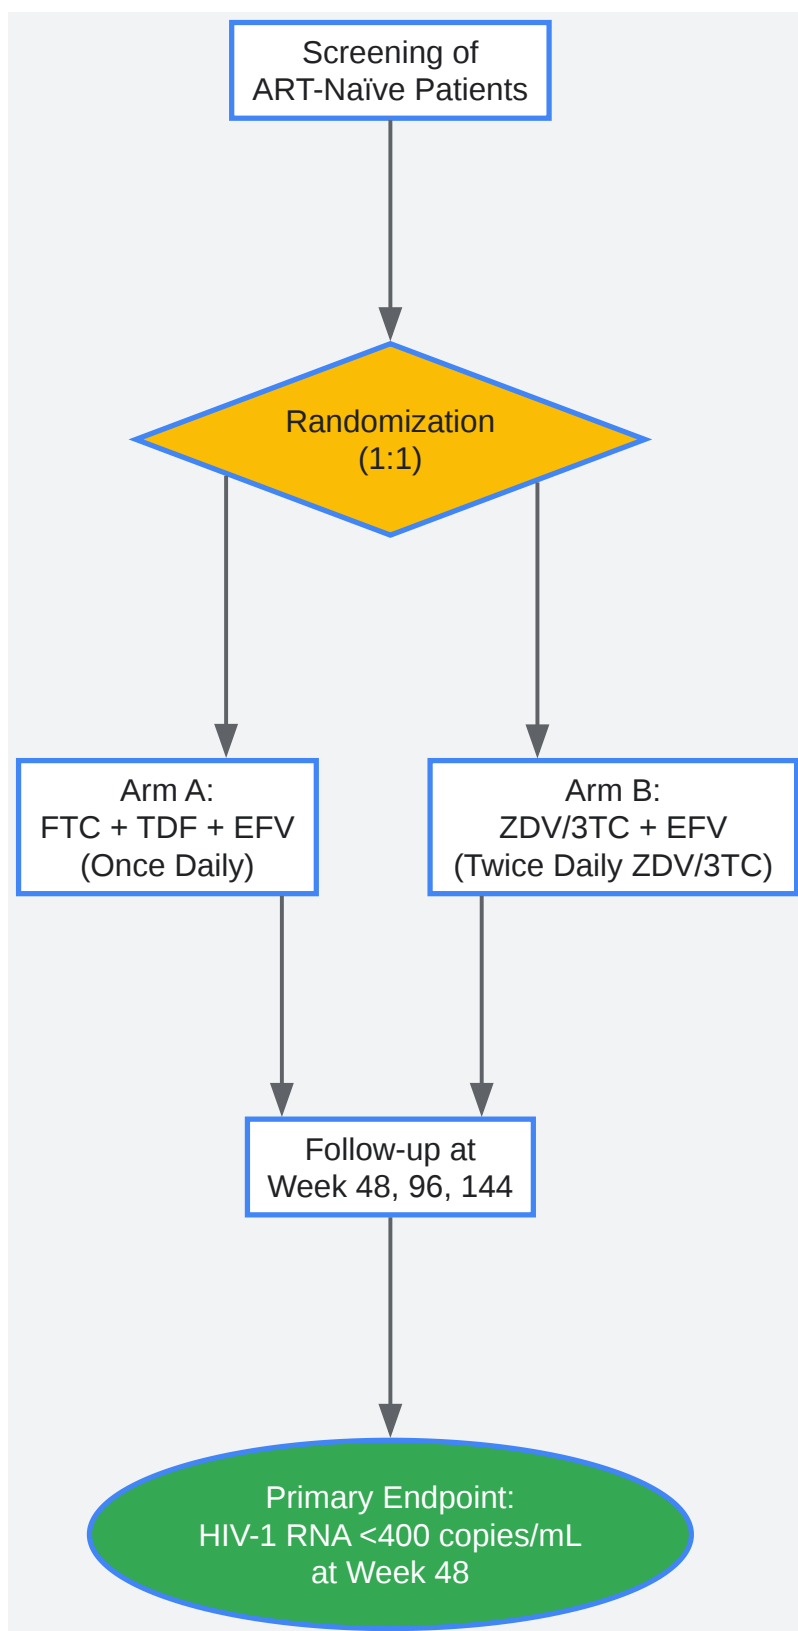 Screening of
ART-Naïve Patients
Randomization
(1:1)
Arm A:
FTC + TDF + EFV
(Once Daily)
Arm B:
ZDV/3TC + EFV
(Twice Daily ZDV/3TC)
Follow-up at
Week 48, 96, 144
Primary Endpoint:
HIV-1 RNA <400 copies/mL
at Week 48